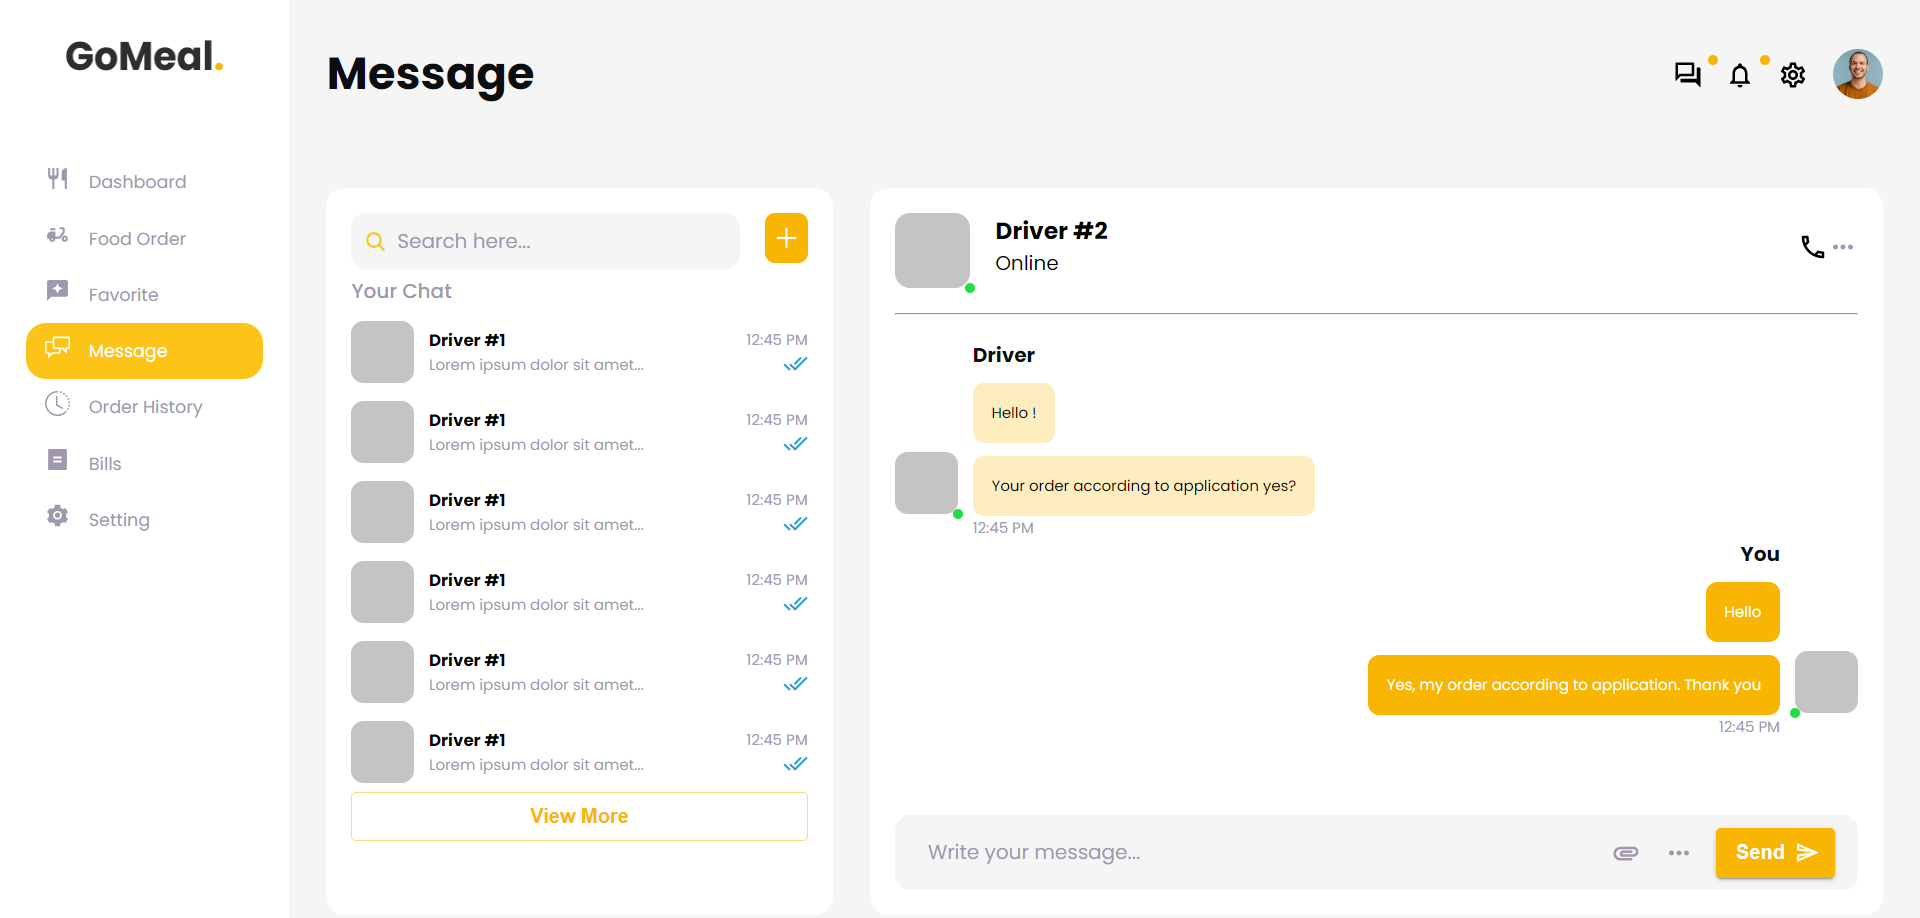 GoMeal.
Message
Dashboard
Food Order
Favorite
Message
Order History
Bills
Setting
Search here...
Your Chat
Driver #1
12:45 PM
Lorem ipsum dolor sit amet...
Driver #1
12:45 PM
Lorem ipsum dolor sit amet...
Driver #1
12:45 PM
Lorem ipsum dolor sit amet...
Driver #1
12:45 PM
Lorem ipsum dolor sit amet...
Driver #1
12:45 PM
Lorem ipsum dolor sit amet...
Driver #1
12:45 PM
Lorem ipsum dolor sit amet...
View More
Driver #2
Online
Driver
Hello !
Your order according to application yes?
12:45 PM
You
Hello
Yes, my order according to application. Thank you
12:45 PM
Write your message...
Send